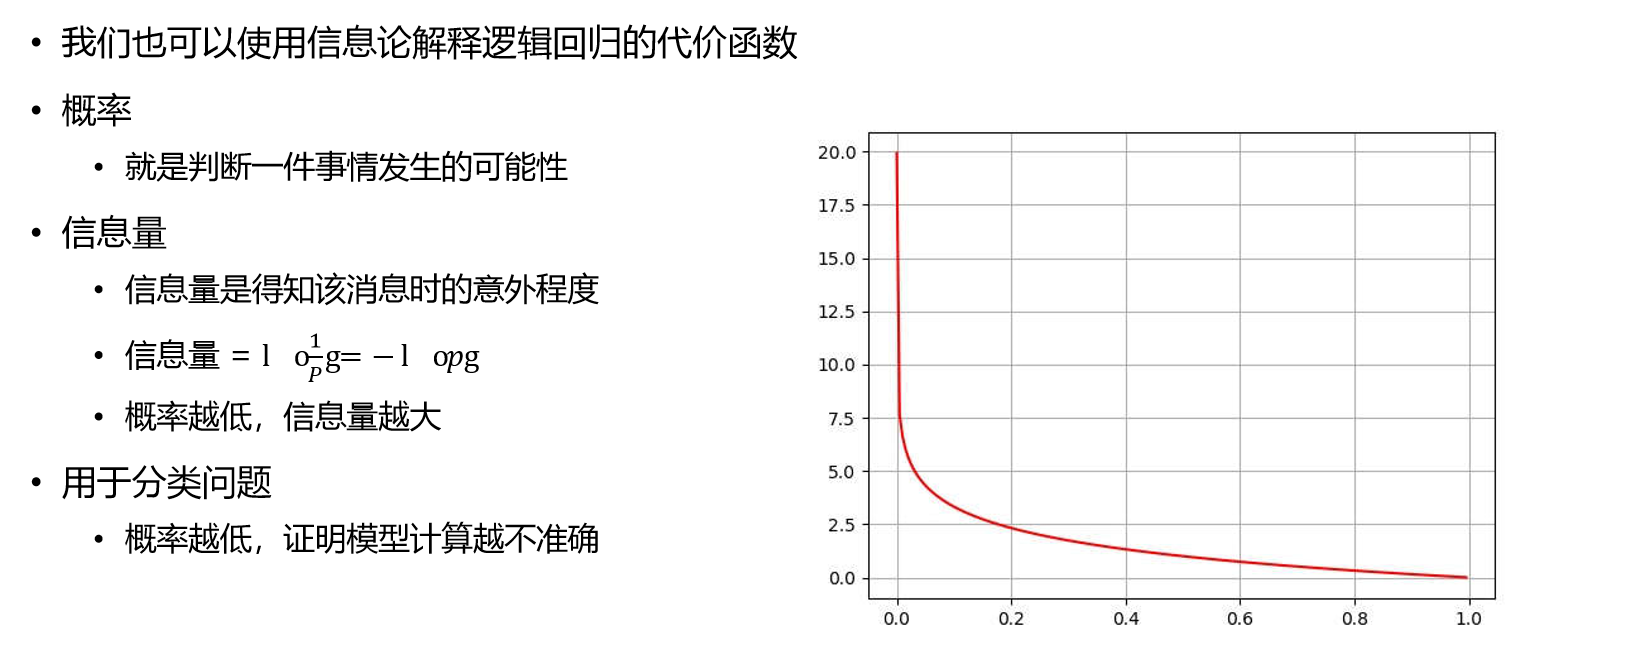 • 我们也可以使用信息论解释逻辑回归的代价函数
• 概率
• 就是判断一件事情发生的可能性
• 信息量
• 信息量是得知该消息时的意外程度
• 信息量 = l o1/P g= − l opg
• 概率越低，信息量越大
• 用于分类问题
• 概率越低，证明模型计算越不准确
20.0
17.5
15.0
12.5
10.0
7.5
5.0
2.5
0.0
0.0 0.2 0.4 0.6 0.8 1.0